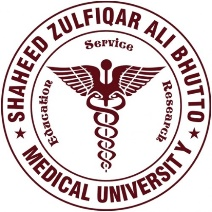 SHAHEED ZULFIQAR ALI BHUTTO
Service
Education
Research
MEDICAL UNIVERSITY